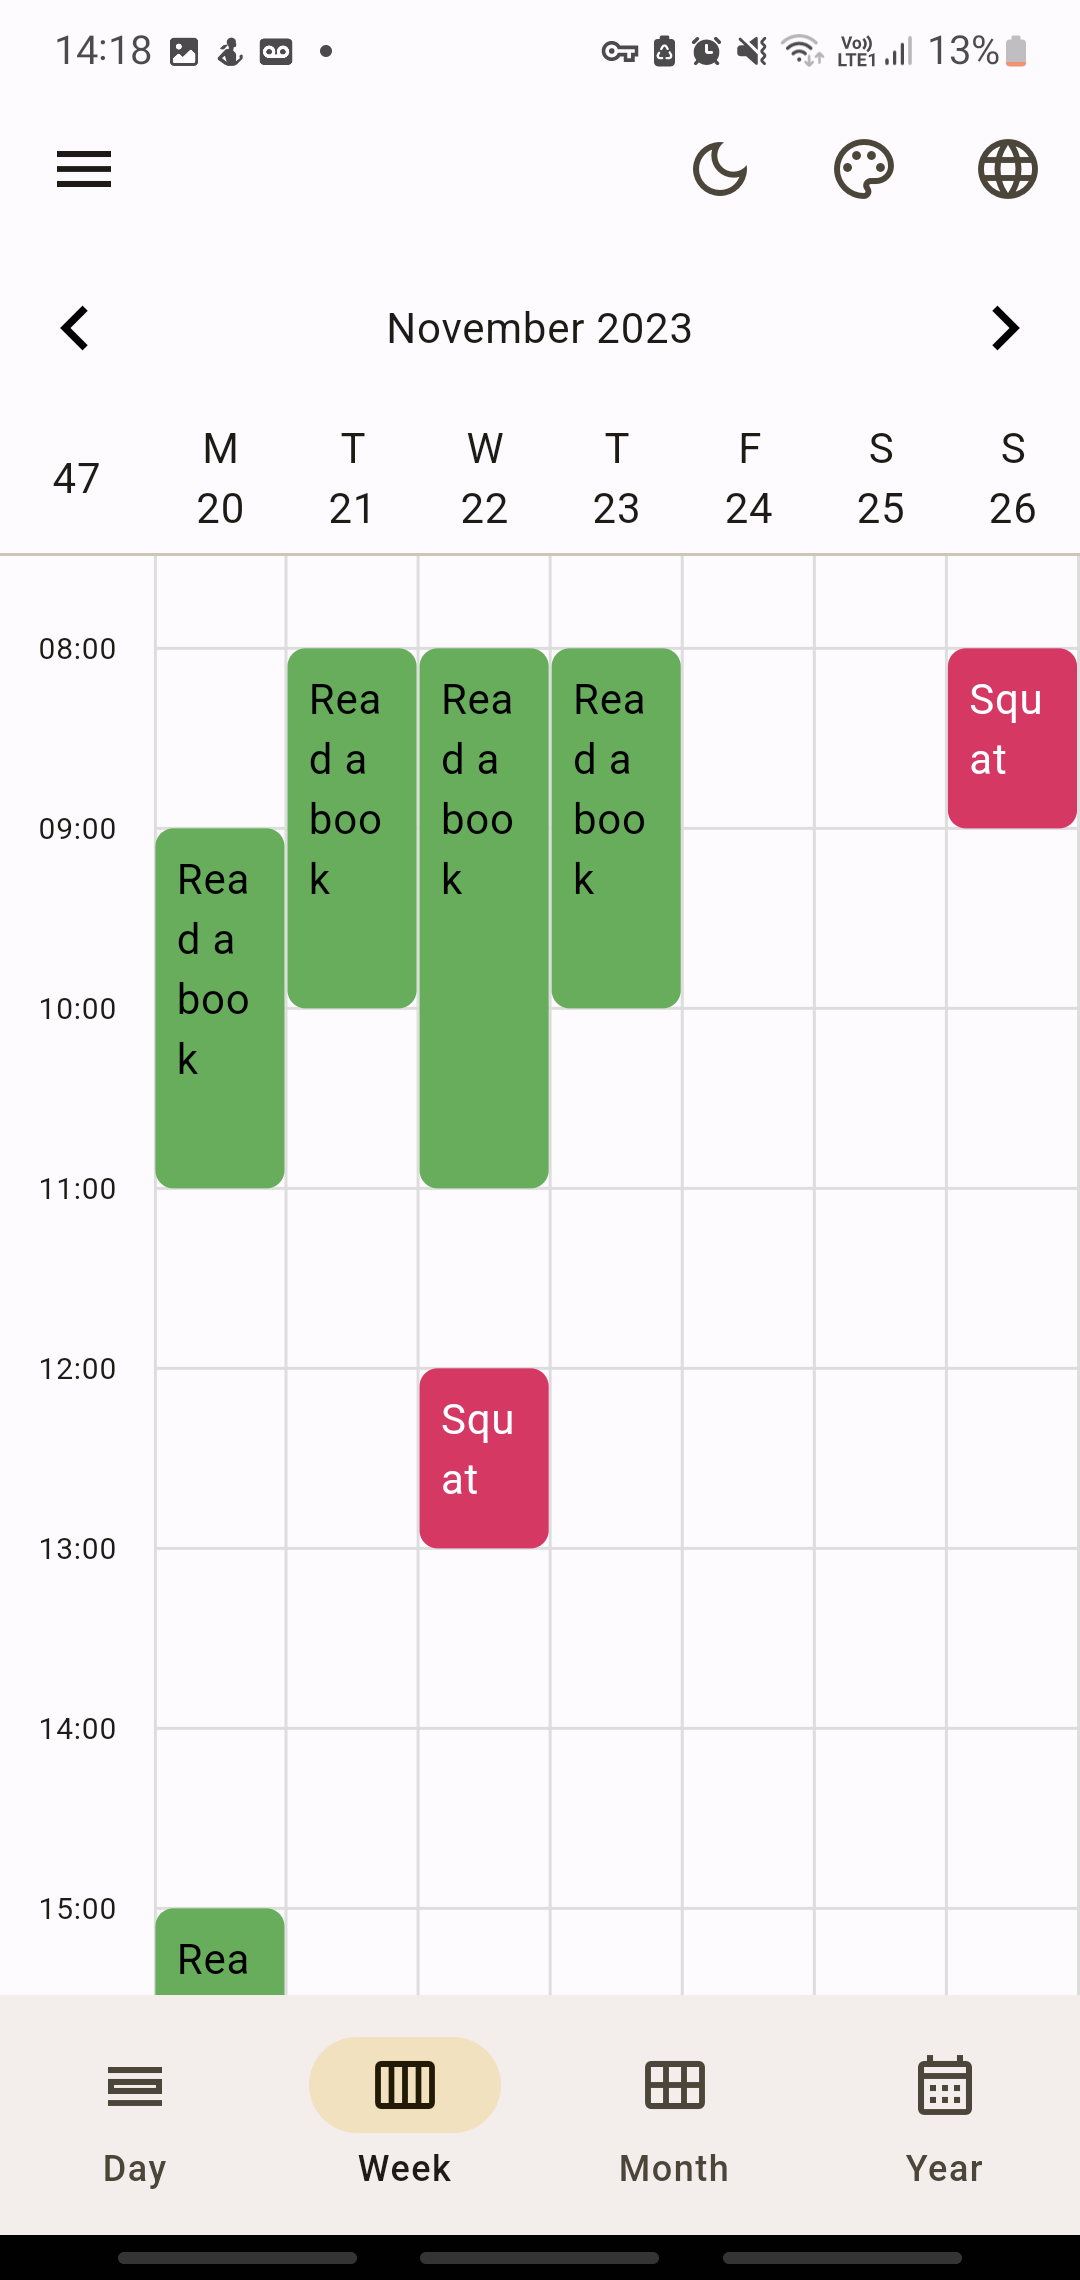 14:18 Vo)) LTE1 13%
November 2023
47
M T W T F S S
20 21 22 23 24 25 26
08:00
Rea
d a
boo
k
Rea
d a
boo
k
Rea
d a
boo
k
Squ
at
09:00
Rea
d a
boo
k
10:00
11:00
12:00
Squ
at
13:00
14:00
15:00
Rea
Day Week Month Year